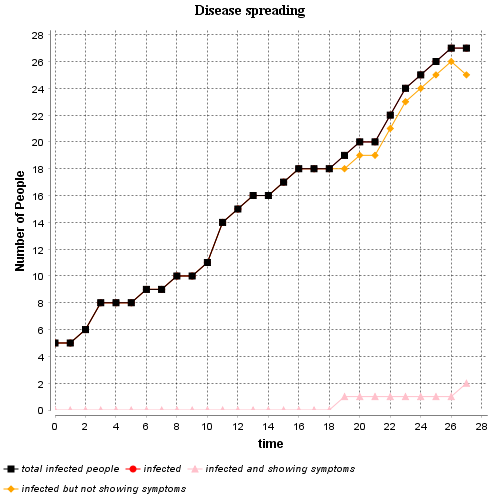 Disease spreading
Number of People
28
26
24
22
20
18
16
14
12
10
8
6
4
2
0
0 2 4 6 8 10 12 14 16 18 20 22 24 26 28
time
total infected people infected infected and showing symptoms
infected but not showing symptoms